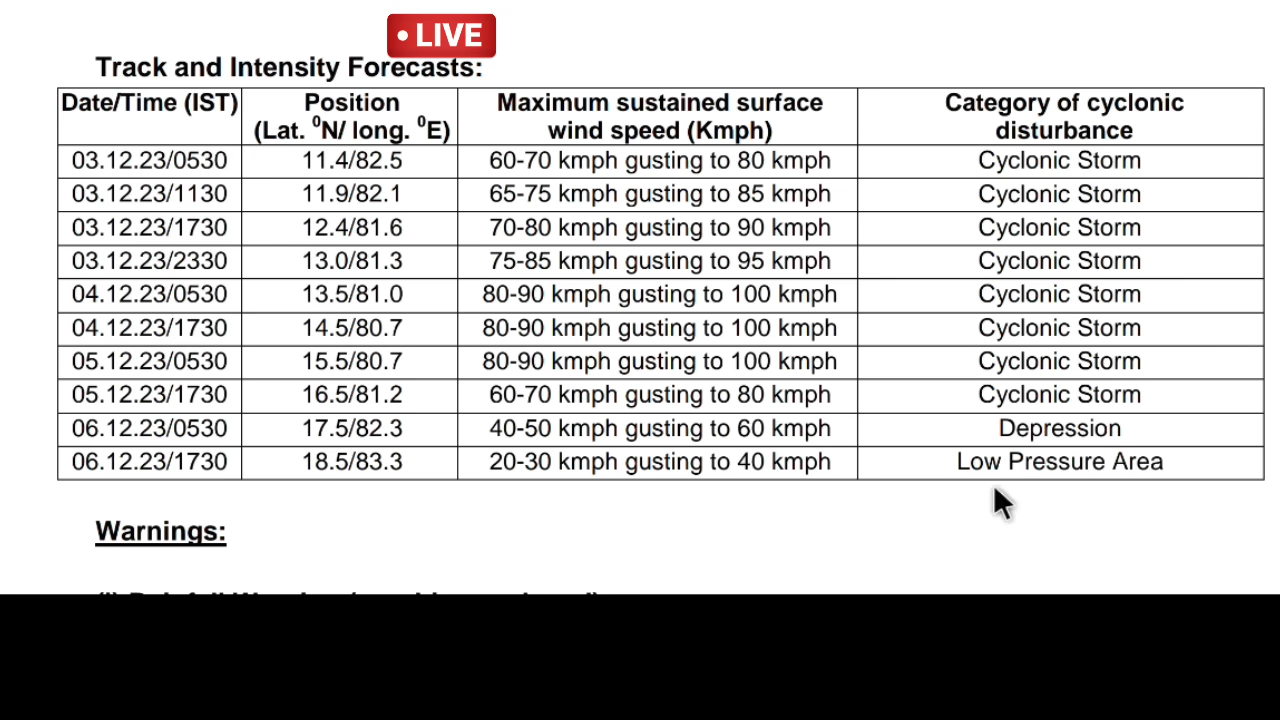 • LIVE
Track and Intensity Forecasts:
Date/Time (IST) Position (Lat. ⁰N/ long. ⁰E) Maximum sustained surface wind speed (Kmph) Category of cyclonic disturbance
03.12.23/0530 11.4/82.5 60-70 kmph gusting to 80 kmph Cyclonic Storm
03.12.23/1130 11.9/82.1 65-75 kmph gusting to 85 kmph Cyclonic Storm
03.12.23/1730 12.4/81.6 70-80 kmph gusting to 90 kmph Cyclonic Storm
03.12.23/2330 13.0/81.3 75-85 kmph gusting to 95 kmph Cyclonic Storm
04.12.23/0530 13.5/81.0 80-90 kmph gusting to 100 kmph Cyclonic Storm
04.12.23/1730 14.5/80.7 80-90 kmph gusting to 100 kmph Cyclonic Storm
05.12.23/0530 15.5/80.7 80-90 kmph gusting to 100 kmph Cyclonic Storm
05.12.23/1730 16.5/81.2 60-70 kmph gusting to 80 kmph Cyclonic Storm
06.12.23/0530 17.5/82.3 40-50 kmph gusting to 60 kmph Depression
06.12.23/1730 18.5/83.3 20-30 kmph gusting to 40 kmph Low Pressure Area
Warnings: